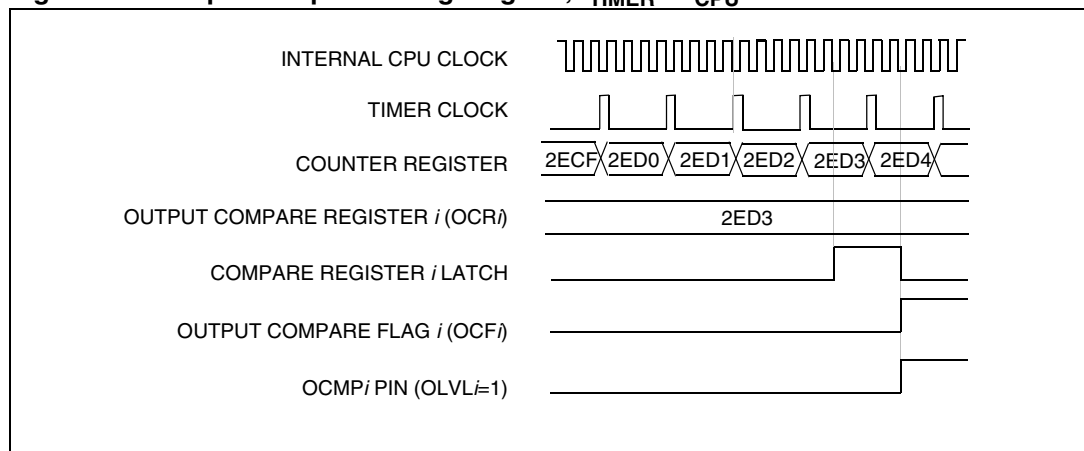 INTERNAL CPU CLOCK
TIMER CLOCK
COUNTER REGISTER 2ECF 2ED0 2ED1 2ED2 2ED3 2ED4
OUTPUT COMPARE REGISTER i (OCRi) 2ED3
COMPARE REGISTER i LATCH
OUTPUT COMPARE FLAG i (OCFi)
OCMPi PIN (OLVLi=1)